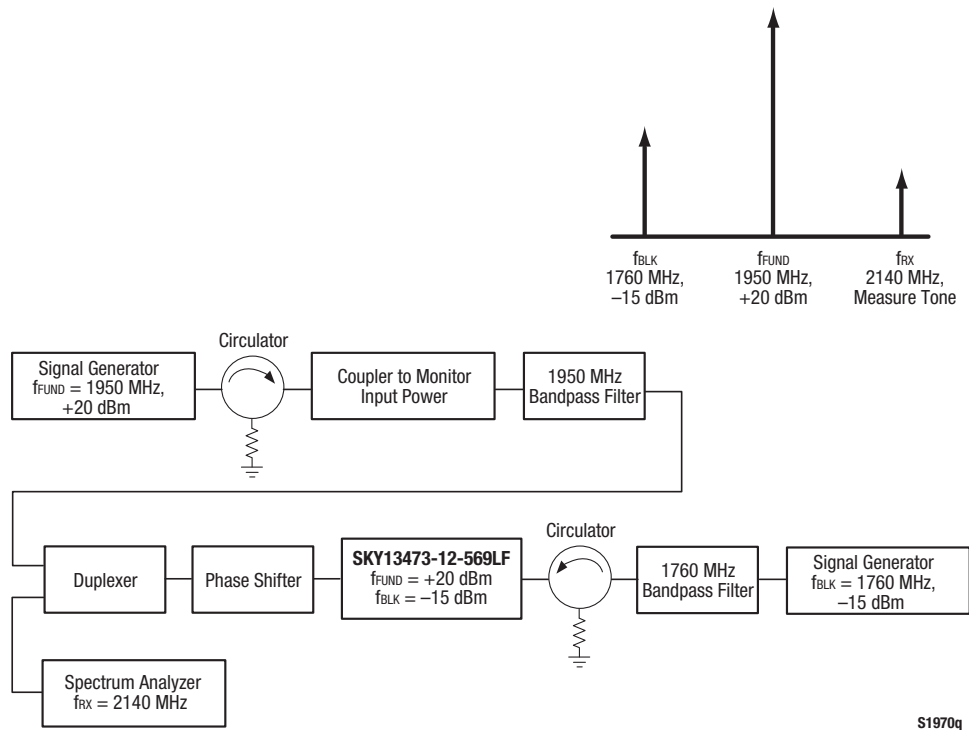 fBLK
1760 MHz,
–15 dBm
fFUND
1950 MHz,
+20 dBm
fRX
2140 MHz,
Measure Tone
Signal Generator
fFUND = 1950 MHz,
+20 dBm
Circulator
Coupler to Monitor
Input Power
1950 MHz
Bandpass Filter
Duplexer
Phase Shifter
SKY13473-12-569LF
fFUND = +20 dBm
fBLK = –15 dBm
Circulator
1760 MHz
Bandpass Filter
Signal Generator
fBLK = 1760 MHz,
–15 dBm
Spectrum Analyzer
fRX = 2140 MHz
S1970q